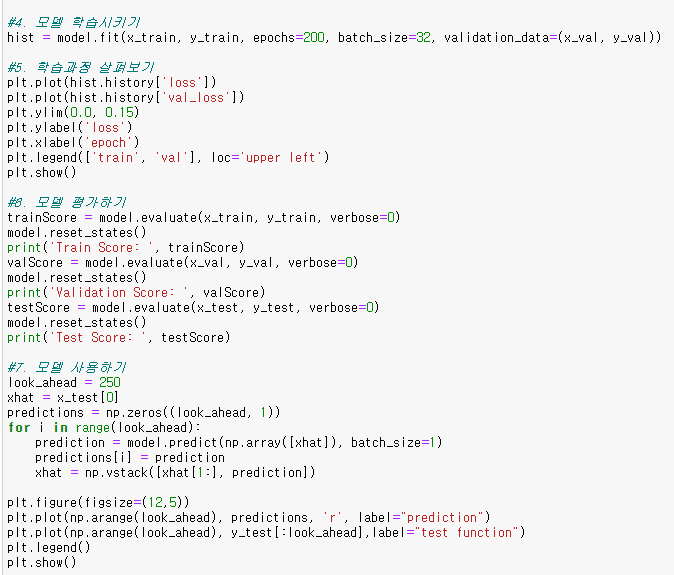 #4. 모델 학습시키기
hist = model.fit(x_train, y_train, epochs=200, batch_size=32, validation_data=(x_val, y_val))
#5. 학습과정 살펴보기
plt.plot(hist.history['loss'])
plt.plot(hist.history['val_loss'])
plt.ylim(0.0, 0.15)
plt.ylabel('loss')
plt.xlabel('epoch')
plt.legend(['train', 'val'], loc='upper left')
plt.show()
#6. 모델 평가하기
trainScore = model.evaluate(x_train, y_train, verbose=0)
model.reset_states()
print('Train Score: ', trainScore)
valScore = model.evaluate(x_val, y_val, verbose=0)
model.reset_states()
print('Validation Score: ', valScore)
testScore = model.evaluate(x_test, y_test, verbose=0)
model.reset_states()
print('Test Score: ', testScore)
#7. 모델 사용하기
look_ahead = 250
xhat = x_test[0]
predictions = np.zeros((look_ahead, 1))
for i in range(look_ahead):
    prediction = model.predict(np.array([xhat]), batch_size=1)
    predictions[i] = prediction
    xhat = np.vstack([xhat[1:], prediction])
plt.figure(figsize=(12,5))
plt.plot(np.arange(look_ahead), predictions, 'r', label="prediction")
plt.plot(np.arange(look_ahead), y_test[:look_ahead],label="test function")
plt.legend()
plt.show()